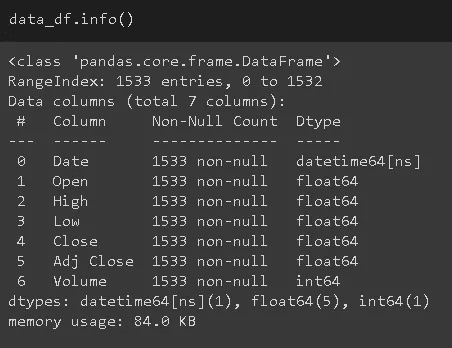 data_df.info()
<class 'pandas.core.frame.DataFrame'>
RangeIndex: 1533 entries, 0 to 1532
Data columns (total 7 columns):
 #   Column     Non-Null Count  Dtype
---  ------     --------------  -----
 0   Date       1533 non-null   datetime64[ns]
 1   Open       1533 non-null   float64
 2   High       1533 non-null   float64
 3   Low        1533 non-null   float64
 4   Close      1533 non-null   float64
 5   Adj Close  1533 non-null   float64
 6   Volume     1533 non-null   int64
dtypes: datetime64[ns](1), float64(5), int64(1)
memory usage: 84.0 KB